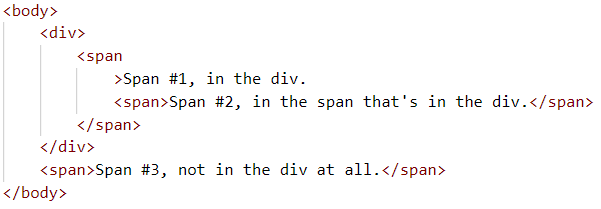 <body>
<div>
<span
>Span #1, in the div.
<span>Span #2, in the span that's in the div.</span>
</span>
</div>
<span>Span #3, not in the div at all.</span>
</body>